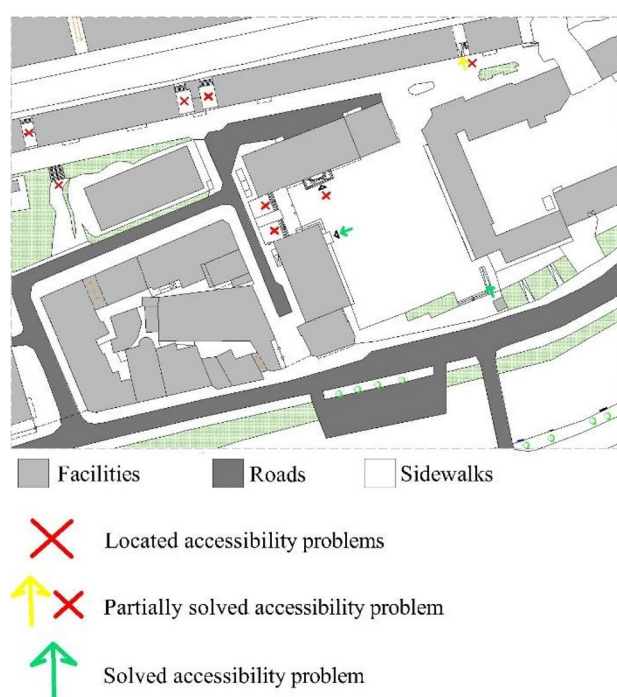 Facilities Roads Sidewalks
Located accessibility problems
Partially solved accessibility problem
Solved accessibility problem